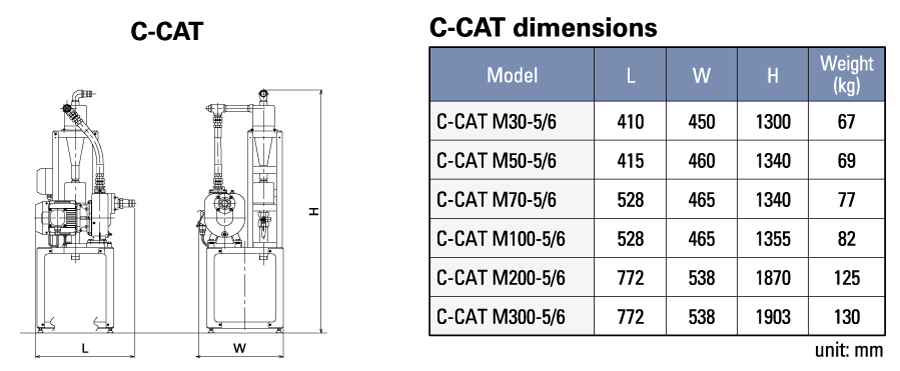 C-CAT
H
L
W
C-CAT dimensions
Model L W H Weight (kg)
C-CAT M30-5/6 410 450 1300 67
C-CAT M50-5/6 415 460 1340 69
C-CAT M70-5/6 528 465 1340 77
C-CAT M100-5/6 528 465 1355 82
C-CAT M200-5/6 772 538 1870 125
C-CAT M300-5/6 772 538 1903 130
unit: mm